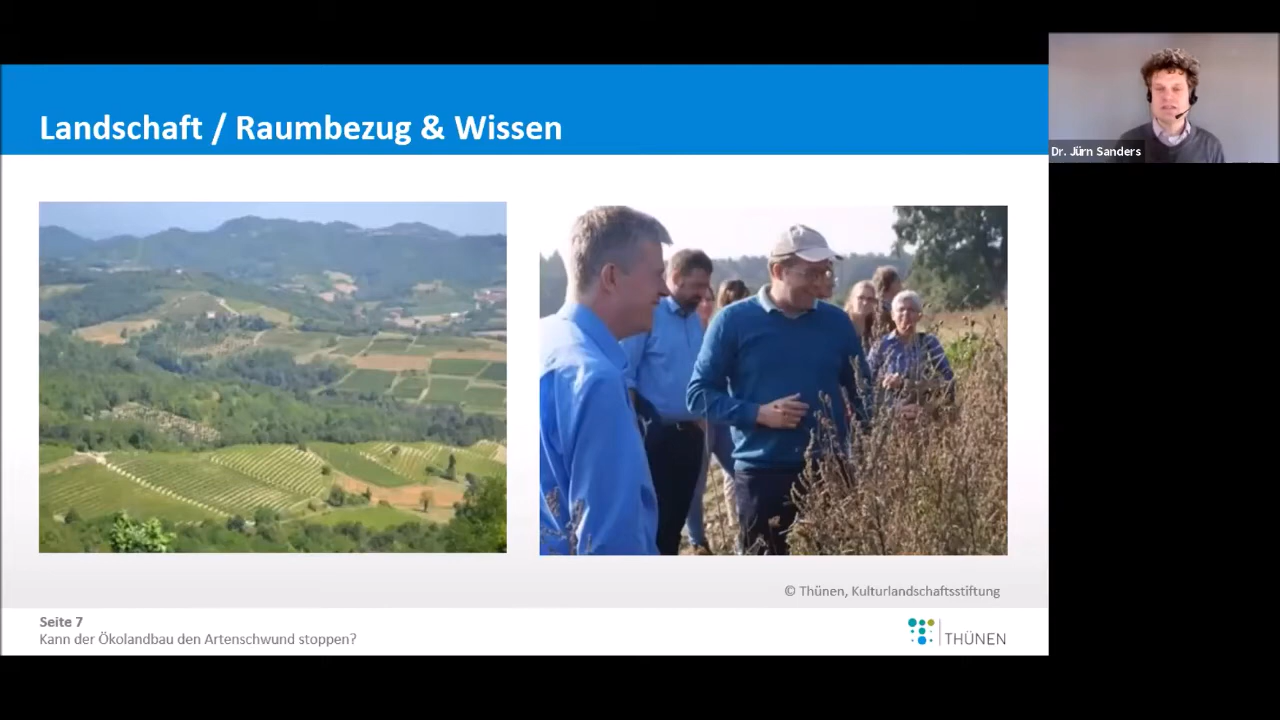 Landschaft / Raumbezug & Wissen
Dr. Jürn Sanders
© Thünen, Kulturlandschaftsstiftung
Seite 7
Kann der Ökolandbau den Artenschwund stoppen?
THÜNEN